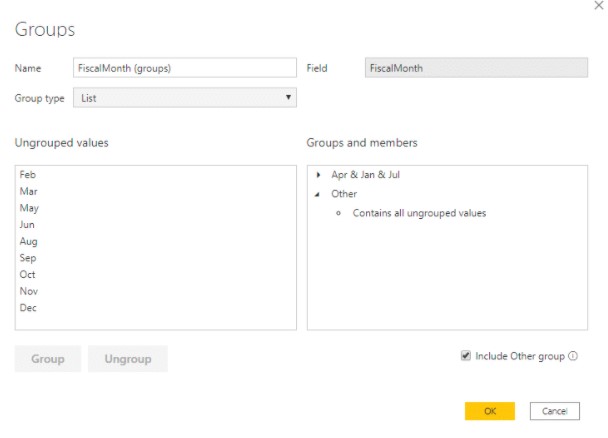 Groups
Name FiscalMonth (groups) Field FiscalMonth
Group type List
Ungrouped values Groups and members
Feb
Mar
May
Jun
Aug
Sep
Oct
Nov
Dec
Apr & Jan & Jul
Other
Contains all ungrouped values
Group Ungroup Include Other group
OK Cancel